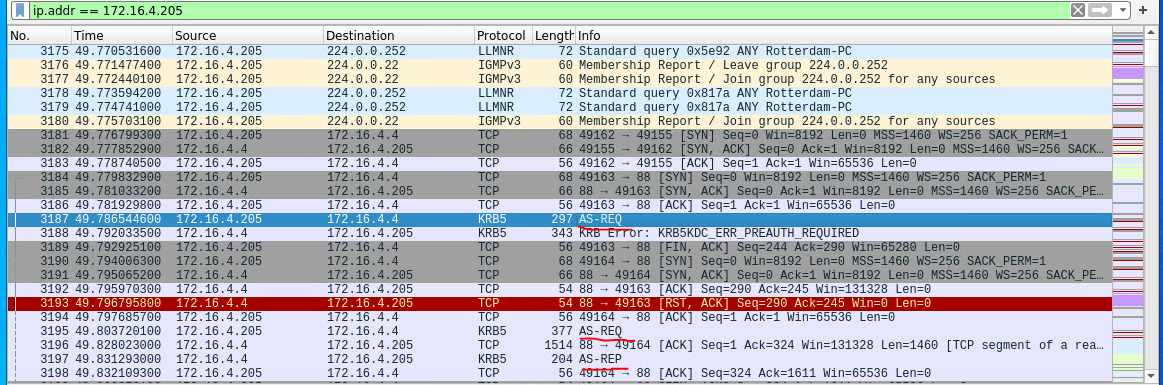 ip.addr == 172.16.4.205
No. Time Source Destination Protocol Length Info
3175 49.770531600 172.16.4.205 224.0.0.252 LLMNR 72 Standard query 0x5e92 ANY Rotterdam-PC
3176 49.771477400 172.16.4.205 224.0.0.22 IGMPv3 60 Membership Report / Leave group 224.0.0.252
3177 49.772440100 172.16.4.205 224.0.0.22 IGMPv3 60 Membership Report / Join group 224.0.0.252 for any sources
3178 49.773594200 172.16.4.205 224.0.0.252 LLMNR 72 Standard query 0x817a ANY Rotterdam-PC
3179 49.774741000 172.16.4.205 224.0.0.252 LLMNR 72 Standard query 0x817a ANY Rotterdam-PC
3180 49.775703100 172.16.4.205 224.0.0.22 IGMPv3 60 Membership Report / Join group 224.0.0.252 for any sources
3181 49.776799300 172.16.4.205 172.16.4.4 TCP 68 49162 → 49155 [SYN] Seq=0 Win=8192 Len=0 MSS=1460 WS=256 SACK_PERM=1
3182 49.777852900 172.16.4.4 172.16.4.205 TCP 66 49155 → 49162 [SYN, ACK] Seq=0 Ack=1 Win=8192 Len=0 MSS=1460 WS=256 SACK…
3183 49.778740500 172.16.4.205 172.16.4.4 TCP 56 49162 → 49155 [ACK] Seq=1 Ack=1 Win=65536 Len=0
3184 49.779832900 172.16.4.205 172.16.4.4 TCP 68 49163 → 88 [SYN] Seq=0 Win=8192 Len=0 MSS=1460 WS=256 SACK_PERM=1
3185 49.781033200 172.16.4.4 172.16.4.205 TCP 66 88 → 49163 [SYN, ACK] Seq=0 Ack=1 Win=8192 Len=0 MSS=1460 WS=256 SACK_PE…
3186 49.781929800 172.16.4.205 172.16.4.4 TCP 56 49163 → 88 [ACK] Seq=1 Ack=1 Win=65536 Len=0
3187 49.786544600 172.16.4.205 172.16.4.4 KRB5 297 AS-REQ
3188 49.792033500 172.16.4.4 172.16.4.205 KRB5 343 KRB Error: KRB5KDC_ERR_PREAUTH_REQUIRED
3189 49.792925100 172.16.4.205 172.16.4.4 TCP 56 49163 → 88 [FIN, ACK] Seq=244 Ack=290 Win=65280 Len=0
3190 49.794006300 172.16.4.205 172.16.4.4 TCP 68 49164 → 88 [SYN] Seq=0 Win=8192 Len=0 MSS=1460 WS=256 SACK_PERM=1
3191 49.795065200 172.16.4.4 172.16.4.205 TCP 66 88 → 49164 [SYN, ACK] Seq=0 Ack=1 Win=8192 Len=0 MSS=1460 WS=256 SACK_PE…
3192 49.795970300 172.16.4.4 172.16.4.205 TCP 54 88 → 49163 [ACK] Seq=290 Ack=245 Win=131328 Len=0
3193 49.796795800 172.16.4.4 172.16.4.205 TCP 54 88 → 49163 [RST, ACK] Seq=290 Ack=245 Win=0 Len=0
3194 49.797685700 172.16.4.205 172.16.4.4 TCP 56 49164 → 88 [ACK] Seq=1 Ack=1 Win=65536 Len=0
3195 49.803720100 172.16.4.205 172.16.4.4 KRB5 377 AS-REQ
3196 49.828023000 172.16.4.4 172.16.4.205 TCP 1514 88 → 49164 [ACK] Seq=1 Ack=324 Win=131328 Len=1460 [TCP segment of a rea…
3197 49.831293000 172.16.4.4 172.16.4.205 KRB5 204 AS-REP
3198 49.832109300 172.16.4.205 172.16.4.4 TCP 56 49164 → 88 [ACK] Seq=324 Ack=1611 Win=65536 Len=0